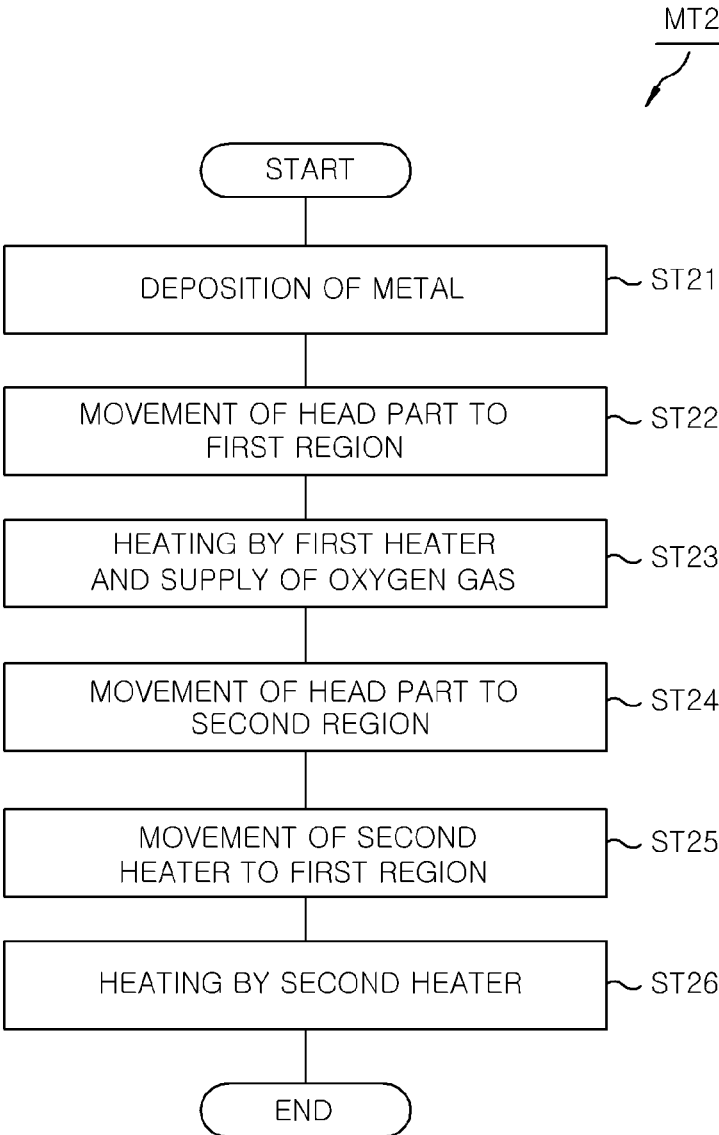 MT2
START
DEPOSITION OF METAL
ST21
MOVEMENT OF HEAD PART TO
FIRST REGION
ST22
HEATING BY FIRST HEATER
AND SUPPLY OF OXYGEN GAS
ST23
MOVEMENT OF HEAD PART TO
SECOND REGION
ST24
MOVEMENT OF SECOND
HEATER TO FIRST REGION
ST25
HEATING BY SECOND HEATER
ST26
END